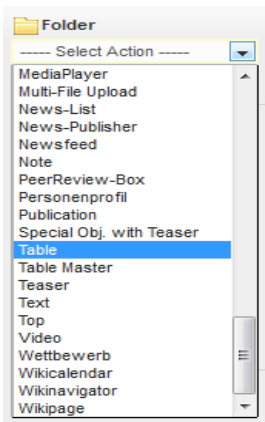 Folder
----- Select Action -----
MediaPlayer
Multi-File Upload
News-List
News-Publisher
Newsfeed
Note
PeerReview-Box
Personenprofil
Publication
Special Obj. with Teaser
Table
Table Master
Teaser
Text
Top
Video
Wettbewerb
Wikicalendar
Wikinavigator
Wikipage